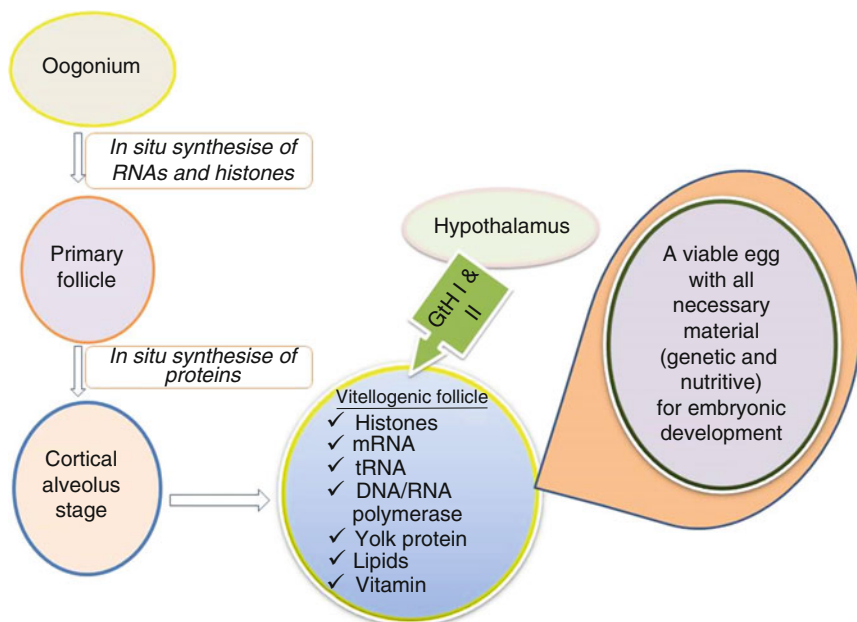 Oogonium
In situ synthesise of
RNAs and histones
Primary
follicle
In situ synthesise of
proteins
Cortical
alveolus
stage
Hypothalamus
GtH I &
II
Vitellogenic follicle
✓ Histones
✓ mRNA
✓ tRNA
✓ DNA/RNA
polymerase
✓ Yolk protein
✓ Lipids
✓ Vitamin
A viable egg
with all
necessary
material
(genetic and
nutritive)
for embryonic
development